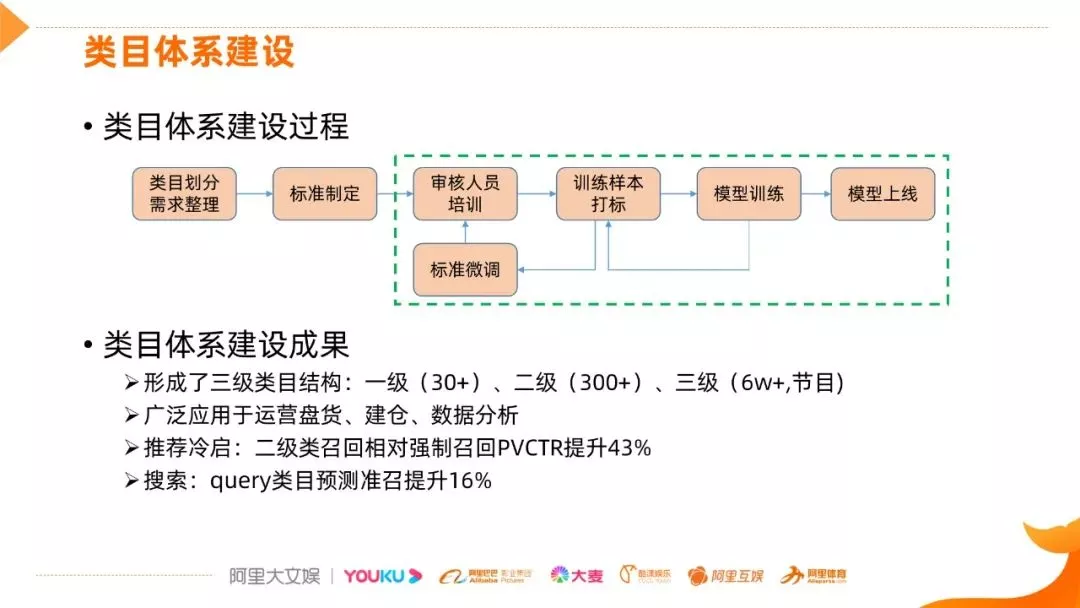 类目体系建设
• 类目体系建设过程
类目划分
需求整理
标准制定
审核人员
培训
训练样本
打标
模型训练
模型上线
标准微调
• 类目体系建设成果
➢形成了三级类目结构：一级（30+）、二级（300+）、三级（6w+,节目)
➢广泛应用于运营盘货、建仓、数据分析
➢推荐冷启：二级类召回相对强制召回PVCTR提升43%
➢搜索：query类目预测准召提升16%
阿里大文娱
YOUKU
阿里巴巴 影业集团
Alibaba Pictures
大麦
阿里互娱
阿里体育
Alisports.com